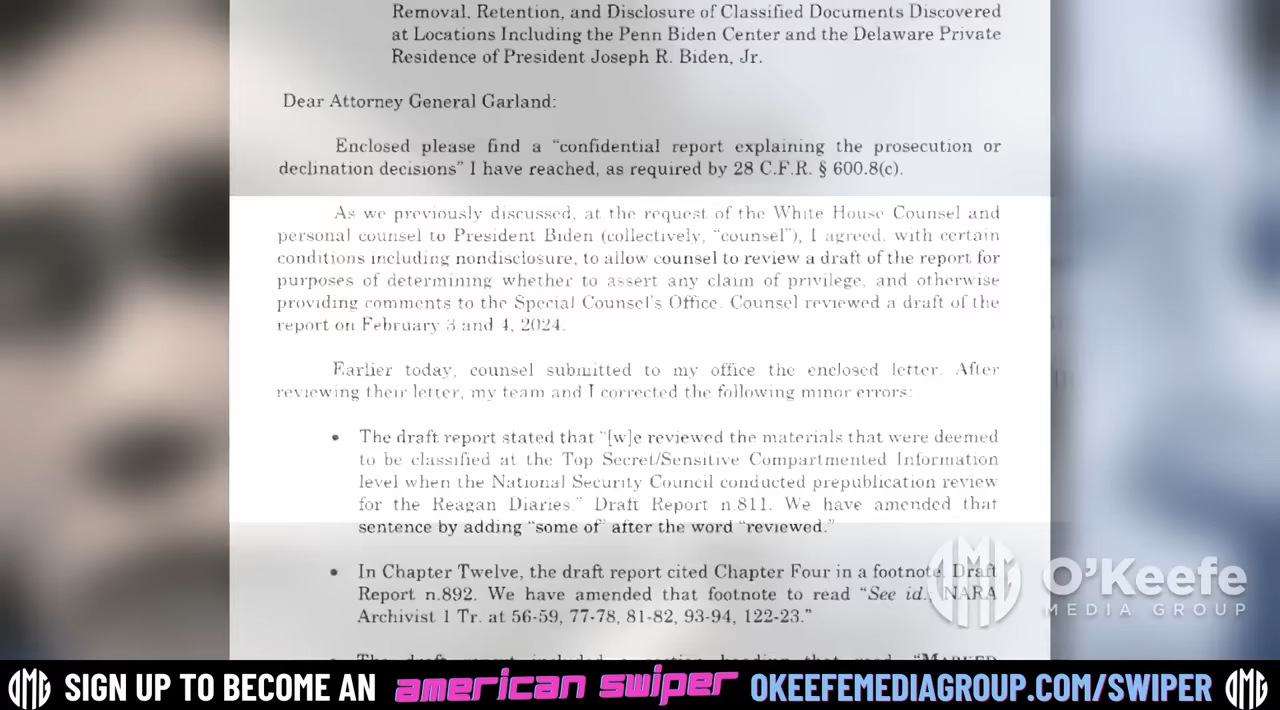 Removal, Retention, and Disclosure of Classified Documents Discovered
at Locations Including the Penn Biden Center and the Delaware Private
Residence of President Joseph R. Biden, Jr.
Dear Attorney General Garland:
Enclosed please find a “confidential report explaining the prosecution or
declination decisions” I have reached, as required by 28 C.F.R. § 600.8(c).
As we previously discussed, at the request of the White House Counsel and
personal counsel to President Biden (collectively, “counsel”), I agreed, with certain
conditions including nondisclosure, to allow counsel to review a draft of the report for
purposes of determining whether to assert any claim of privilege, and otherwise
providing comments to the Special Counsel's Office. Counsel reviewed a draft of the
report on February 3 and 4, 2024.
Earlier today, counsel submitted to my office the enclosed letter. After
reviewing their letter, my team and I corrected the following minor errors:
• The draft report stated that “[w]e reviewed the materials that were deemed
to be classified at the Top Secret/Sensitive Compartmented Information
level when the National Security Council conducted prepublication review
for the Reagan Diaries.” Draft Report n.811. We have amended that
sentence by adding “some of” after the word “reviewed.”
• In Chapter Twelve, the draft report cited Chapter Four in a footnote. Draft
Report n.892. We have amended that footnote to read “See id.; NARA
Archivist 1 Tr. at 56-59, 77-78, 81-82, 93-94, 122-23.”
• The draft report included a section heading that read “MARKED
OMG O'Keefe
MEDIA GROUP
OMG SIGN UP TO BECOME AN american swiper OKEEFEMEDIAGROUP.COM/SWIPER OMG